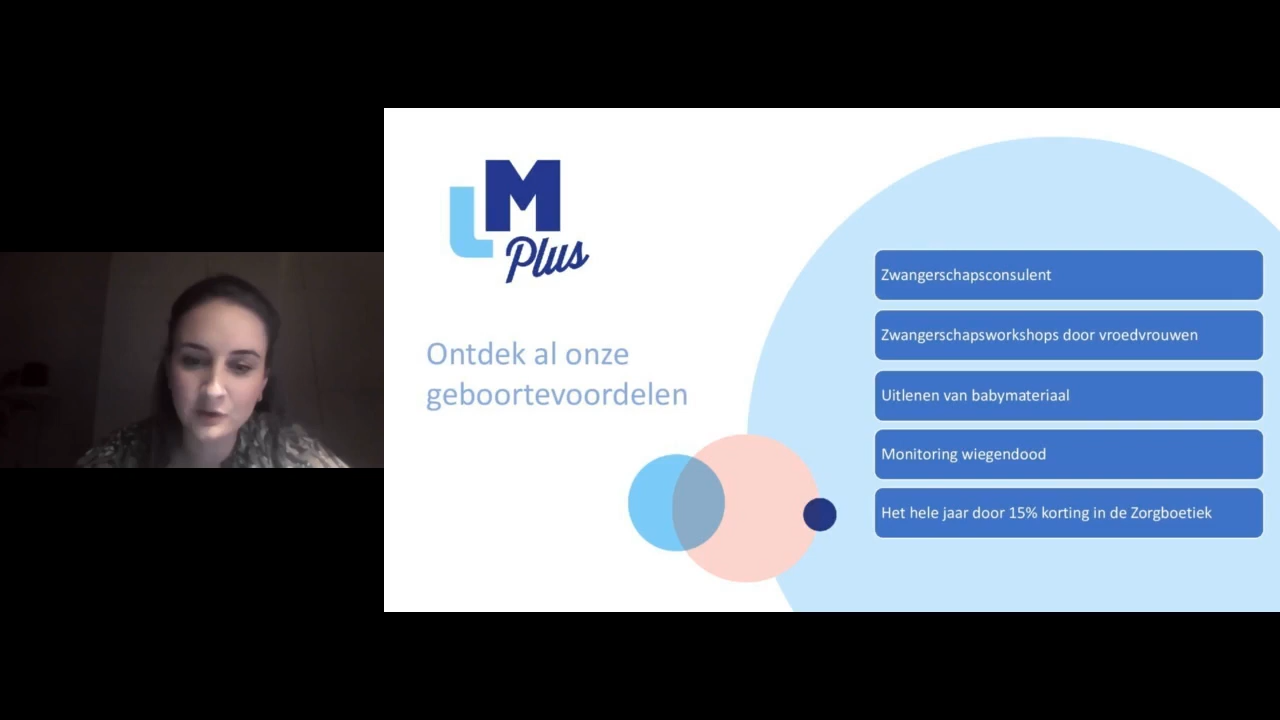 LM
Plus
Ontdek al onze
geboortevoordelen
Zwangerschapsconsulent
Zwangerschapsworkshops door vroedvrouwen
Uitlenen van babymateriaal
Monitoring wiegendood
Het hele jaar door 15% korting in de Zorgboetiek